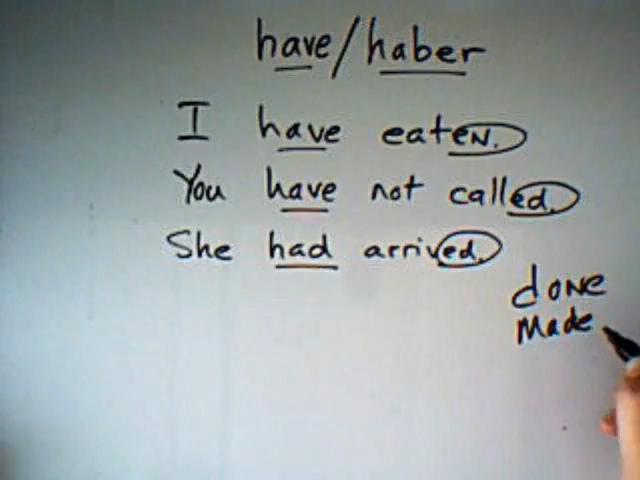 have/haber
I have eaten.
You have not called.
She had arrived.
done
Made